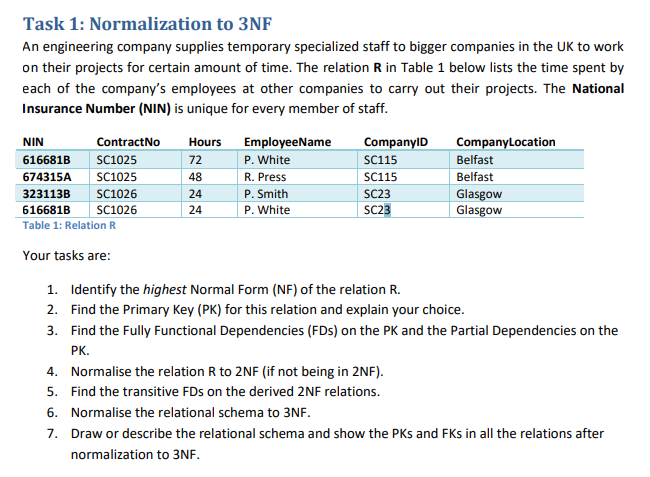 Task 1: Normalization to 3NF
An engineering company supplies temporary specialized staff to bigger companies in the UK to work
on their projects for certain amount of time. The relation R in Table 1 below lists the time spent by
each of the company's employees at other companies to carry out their projects. The National
Insurance Number (NIN) is unique for every member of staff.
NIN ContractNo Hours EmployeeName CompanyID CompanyLocation
616681B SC1025 72 P. White SC115 Belfast
674315A SC1025 48 R. Press SC115 Belfast
323113B SC1026 24 P. Smith SC23 Glasgow
616681B SC1026 24 P. White SC23 Glasgow
Table 1: Relation R
Your tasks are:
1. Identify the highest Normal Form (NF) of the relation R.
2. Find the Primary Key (PK) for this relation and explain your choice.
3. Find the Fully Functional Dependencies (FDs) on the PK and the Partial Dependencies on the
PK.
4. Normalise the relation R to 2NF (if not being in 2NF).
5. Find the transitive FDs on the derived 2NF relations.
6. Normalise the relational schema to 3NF.
7. Draw or describe the relational schema and show the PKs and FKs in all the relations after
normalization to 3NF.